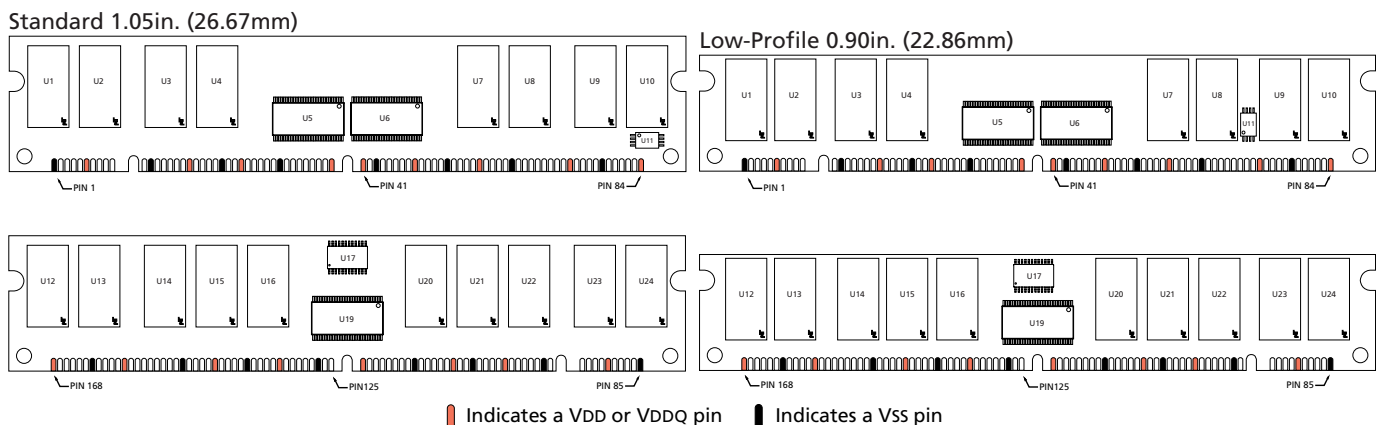 Standard 1.05in. (26.67mm)
U1 U2 U3 U4 U5 U6 U7 U8 U9 U10
U11
PIN 1 PIN 41 PIN 84
Low-Profile 0.90in. (22.86mm)
U1 U2 U3 U4 U5 U6 U7 U8 U11 U9 U10
PIN 1 PIN 41 PIN 84
U12 U13 U14 U15 U16 U17 U19 U20 U21 U22 U23 U24
PIN 168 PIN125 PIN 85
U12 U13 U14 U15 U16 U17 U19 U20 U21 U22 U23 U24
PIN 168 PIN125 PIN 85
Indicates a VDD or VDDQ pin Indicates a VSS pin